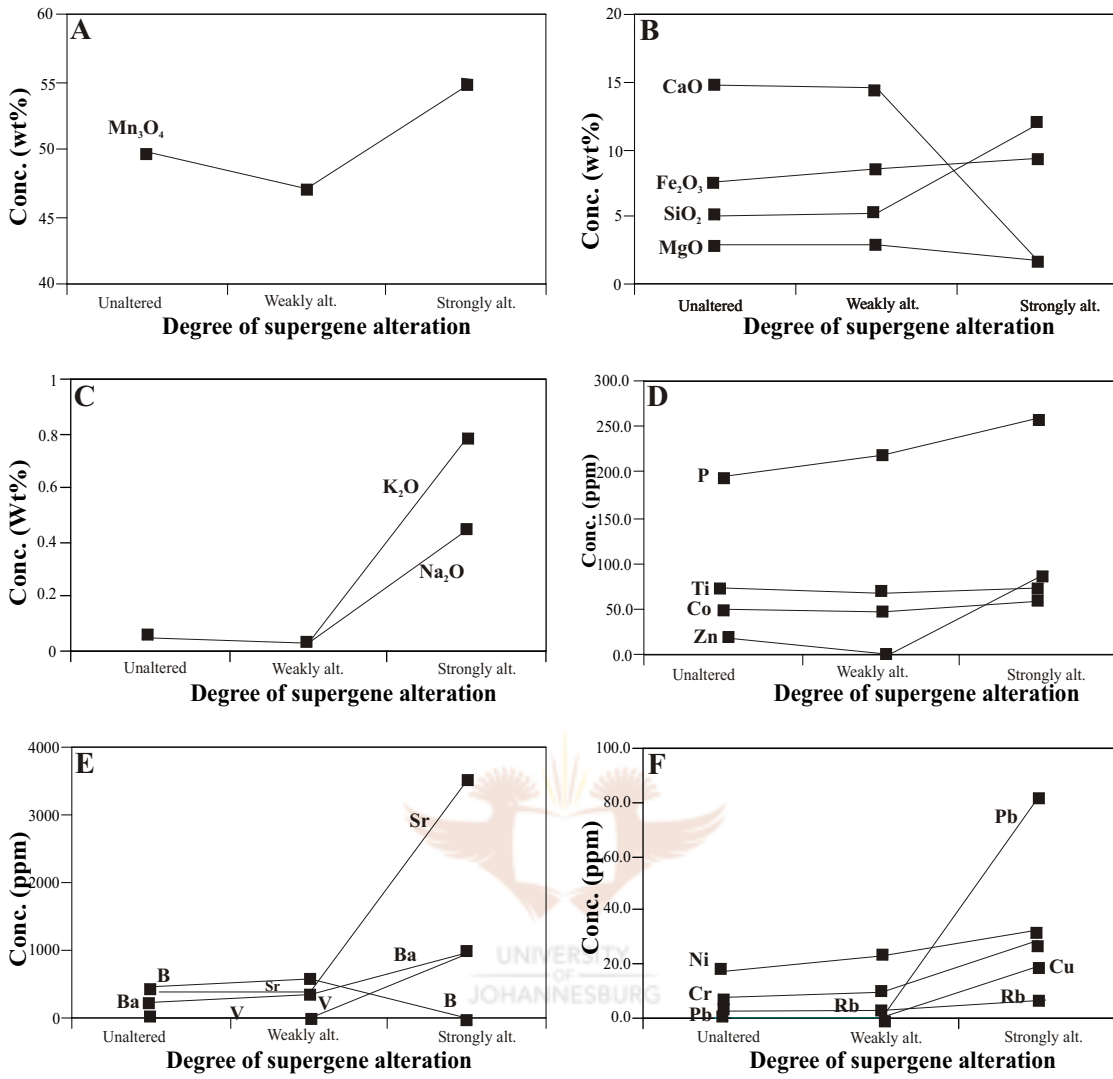 A
60
55
50
45
40
Conc. (wt%)
Mn₃O₄
Unaltered
Weakly alt.
Strongly alt.
Degree of supergene alteration
B
20
15
10
5
0
Conc. (wt%)
CaO
Fe₂O₃
SiO₂
MgO
Unaltered
Weakly alt.
Strongly alt.
Degree of supergene alteration
C
1
0.8
0.6
0.4
0.2
0
Conc. (Wt%)
K₂O
Na₂O
Unaltered
Weakly alt.
Strongly alt.
Degree of supergene alteration
D
300.0
250.0
200.0
150.0
100.0
50.0
0.0
Conc. (ppm)
P
Ti
Co
Zn
Unaltered
Weakly alt.
Strongly alt.
Degree of supergene alteration
E
4000
3000
2000
1000
0
Conc. (ppm)
Sr
B
Sr
Ba
Ba
V
V
B
Unaltered
Weakly alt.
Strongly alt.
Degree of supergene alteration
F
100.0
80.0
60.0
40.0
20.0
0.0
Conc. (ppm)
Pb
Ni
Cr
Pb
Rb
Cu
Rb
Unaltered
Weakly alt.
Strongly alt.
Degree of supergene alteration
UNIVERSITY
OF
JOHANNESBURG